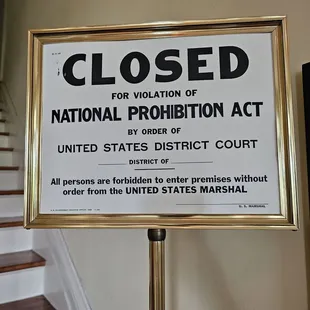 CLOSED
FOR VIOLATION OF
NATIONAL PROHIBITION ACT
BY ORDER OF
UNITED STATES DISTRICT COURT
DISTRICT OF
All persons are forbidden to enter premises without
order from the UNITED STATES MARSHAL
U. S. MARSHAL